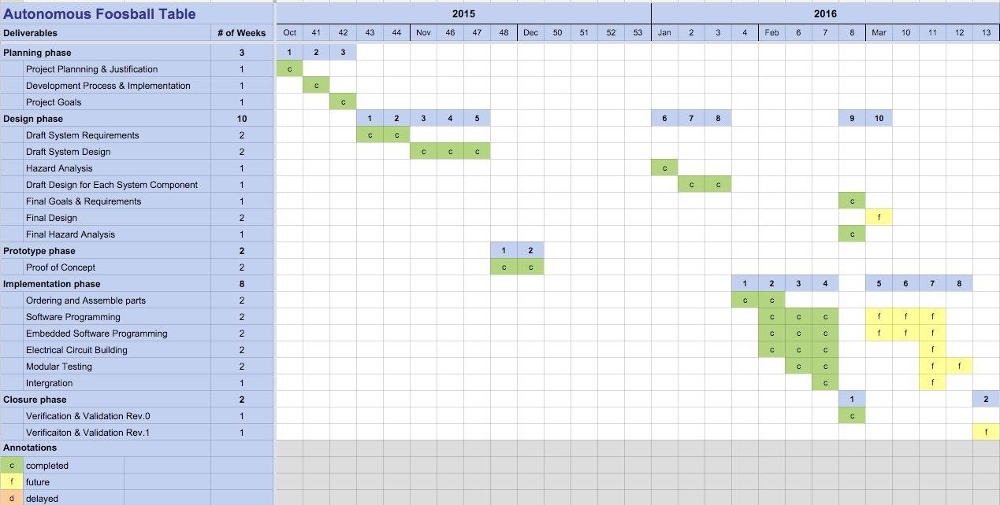 Autonomous Foosball Table 2015 2016
Deliverables # of Weeks Oct 41 42 43 44 Nov 46 47 48 Dec 50 51 52 53 Jan 2 3 4 Feb 6 7 8 Mar 10 11 12 13
Planning phase 3 1 2 3
Project Plannning & Justification 1 c
Development Process & Implementation 1 c
Project Goals 1 c
Design phase 10 1 2 3 4 5 6 7 8 9 10
Draft System Requirements 2 c c
Draft System Design 2 c c c
Hazard Analysis 1 c
Draft Design for Each System Component 1 c c
Final Goals & Requirements 1 c
Final Design 2 f
Final Hazard Analysis 1 c
Prototype phase 2 1 2
Proof of Concept 2 c c
Implementation phase 8 1 2 3 4 5 6 7 8
Ordering and Assemble parts 2 c c
Software Programming 2 c c c f f f
Embedded Software Programming 2 c c c f f f
Electrical Circuit Building 2 c c c f
Modular Testing 2 c c f f
Intergration 1 c f
Closure phase 2 1 2
Verification & Validation Rev.0 1 c
Verificaiton & Validation Rev.1 1 f
Annotations
c completed
f future
d delayed